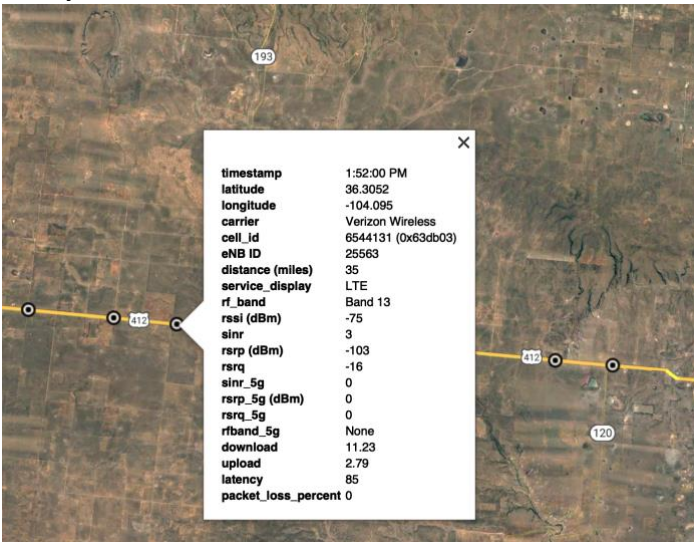 193
timestamp 1:52:00 PM
latitude 36.3052
longitude -104.095
carrier Verizon Wireless
cell_id 6544131 (0x63db03)
eNB ID 25563
distance (miles) 35
service_display LTE
rf_band Band 13
rssi (dBm) -75
sinr 3
rsrp (dBm) -103
rsrq -16
sinr_5g 0
rsrp_5g (dBm) 0
rsrq_5g 0
rfband_5g None
download 11.23
upload 2.79
latency 85
packet_loss_percent 0
412
412
120